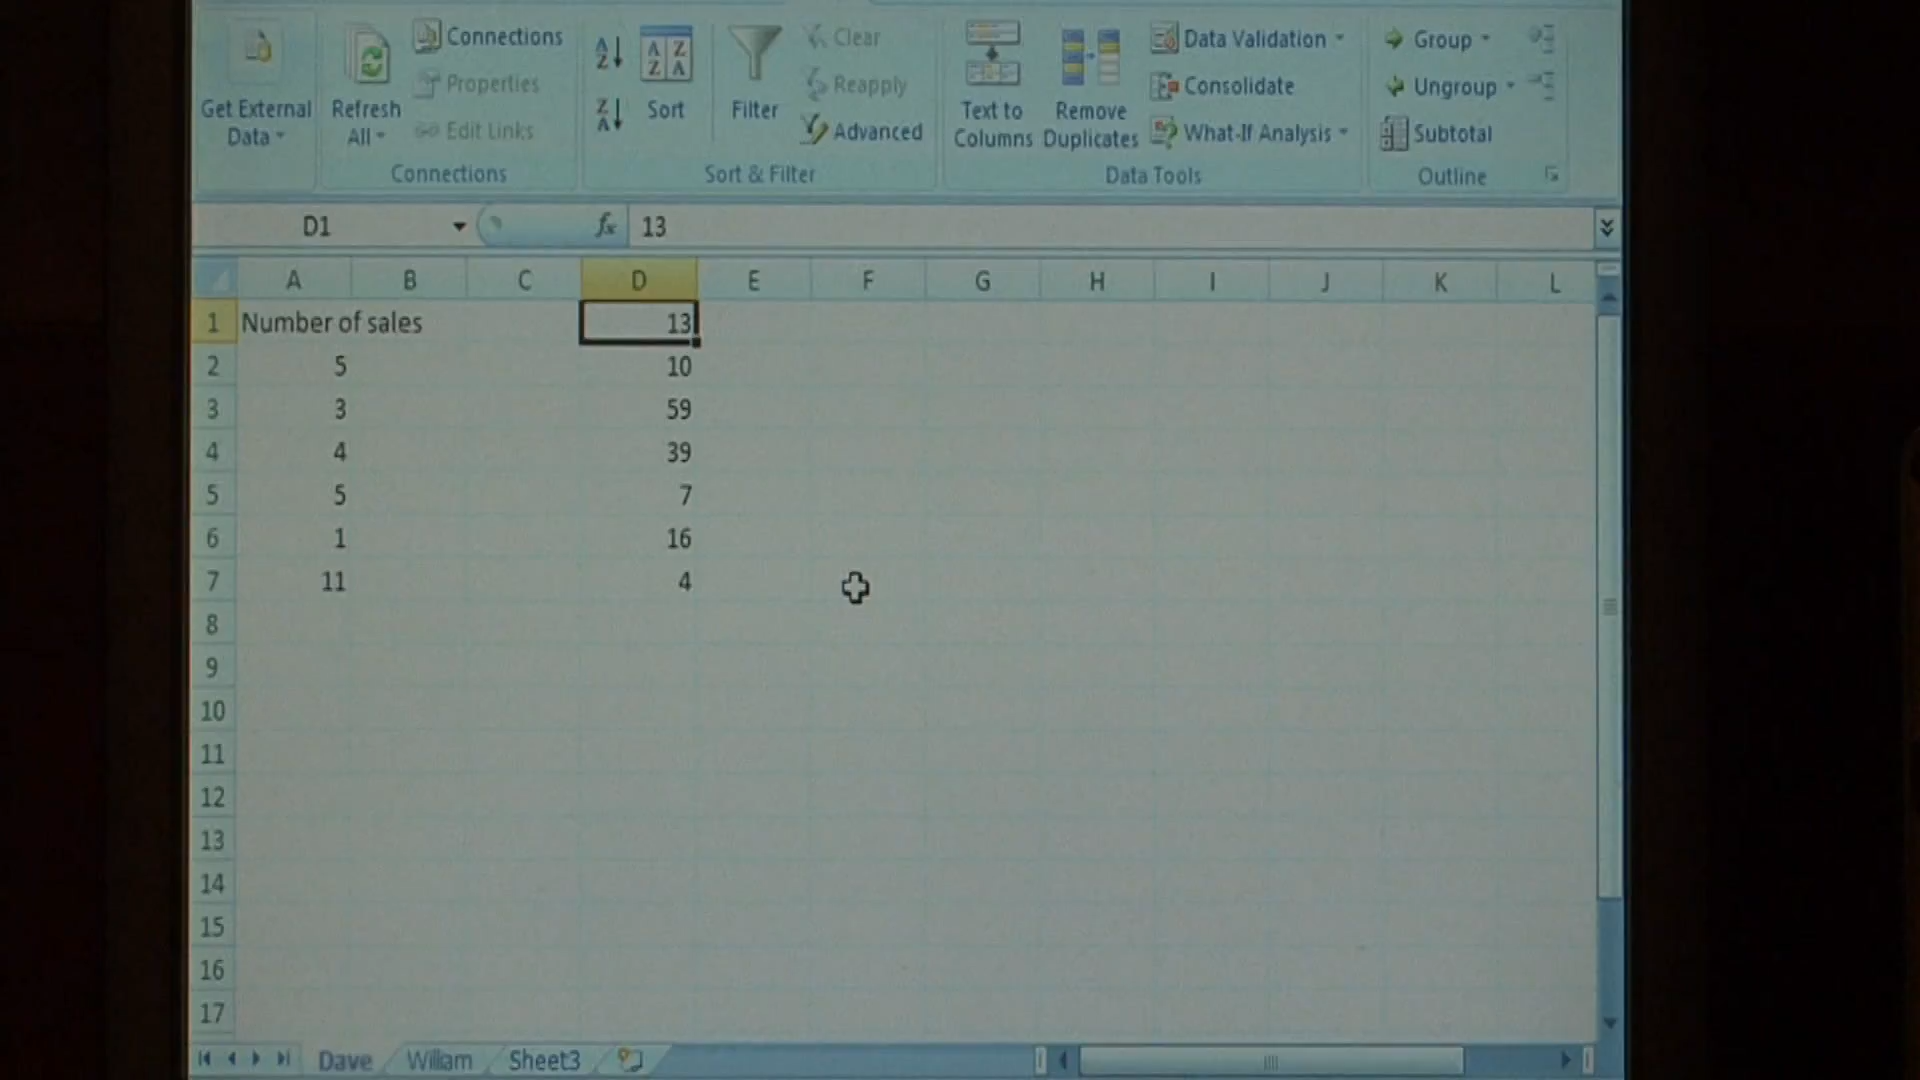 Get External Data
Refresh All
Connections
Properties
Edit Links
Connections
Sort
Filter
Clear
Reapply
Advanced
Sort & Filter
Text to Columns
Remove Duplicates
Data Validation
Consolidate
What-If Analysis
Data Tools
Group
Ungroup
Subtotal
Outline
D1 fx 13
A B C D E F G H I J K L
1 Number of sales 13
2 5 10
3 3 59
4 4 39
5 5 7
6 1 16
7 11 4
8
9
10
11
12
13
14
15
16
17
Dave Willam Sheet3